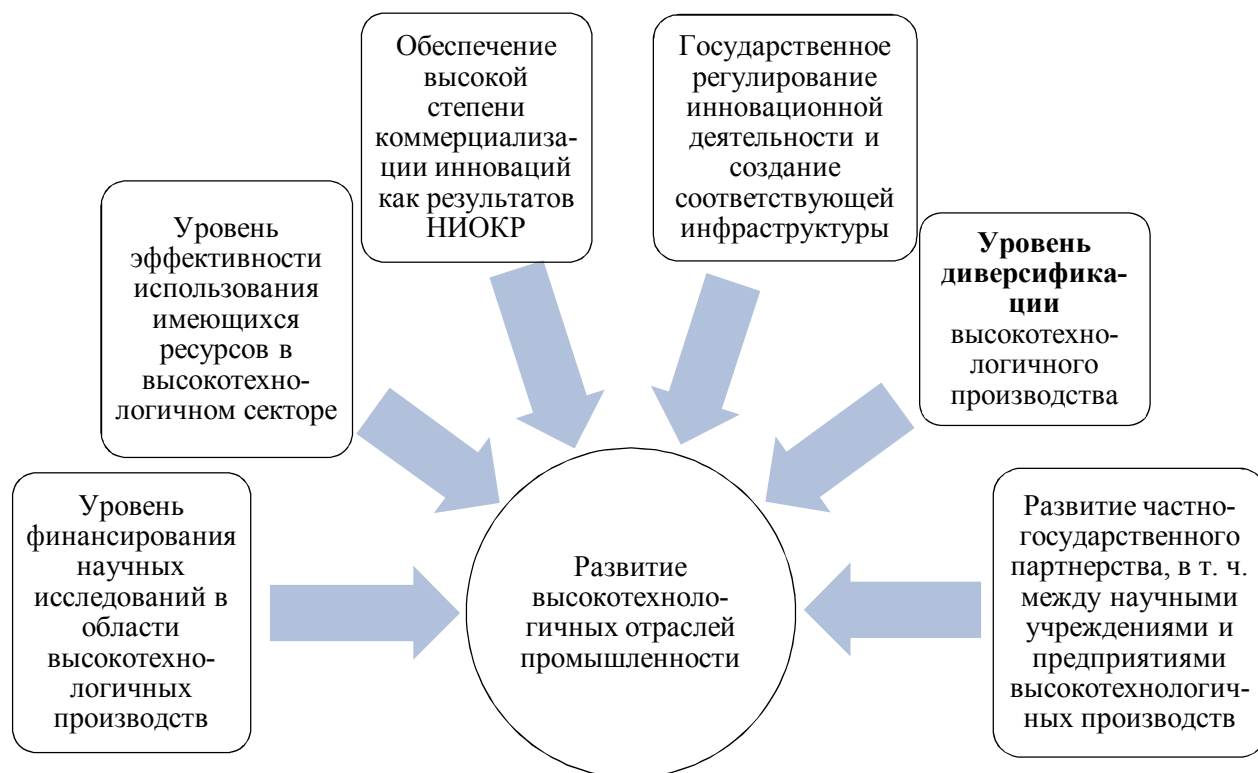 Обеспечение
высокой
степени
коммерциализа-
ции инноваций
как результатов
НИОКР
Государственное
регулирование
инновационной
деятельности и
создание
соответствующей
инфраструктуры
Уровень
эффективности
использования
имеющихся
ресурсов в
высокотехно-
логичном секторе
Уровень
диверсифика-
ции
высокотехно-
логичного
производства
Уровень
финансирования
научных
исследований в
области
высокотехно-
логичных
производств
Развитие
высокотехноло-
гичных отраслей
промышленности
Развитие частно-
государственного
партнерства, в т. ч.
между научными
учреждениями и
предприятиями
высокотехнологич-
ных производств